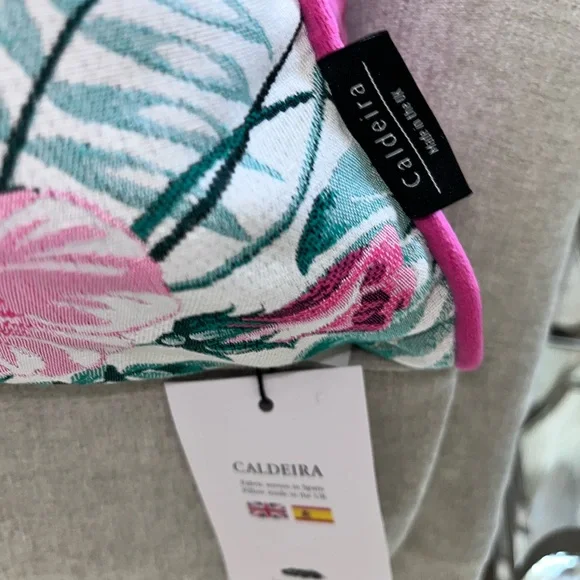 Caldeira
Made in the UK
CALDEIRA
Fabric woven in Spain
Pillow made in the UK